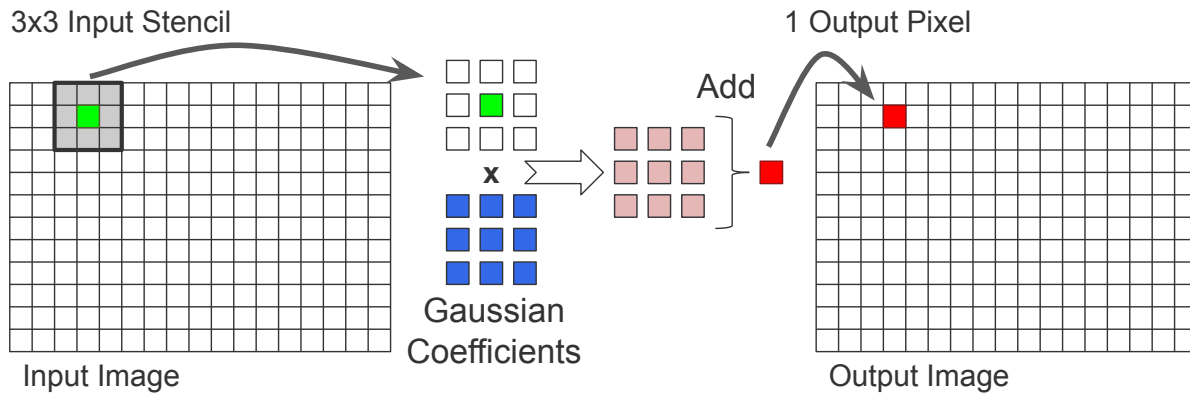 3x3 Input Stencil
1 Output Pixel
Add
x
Gaussian
Coefficients
Input Image
Output Image